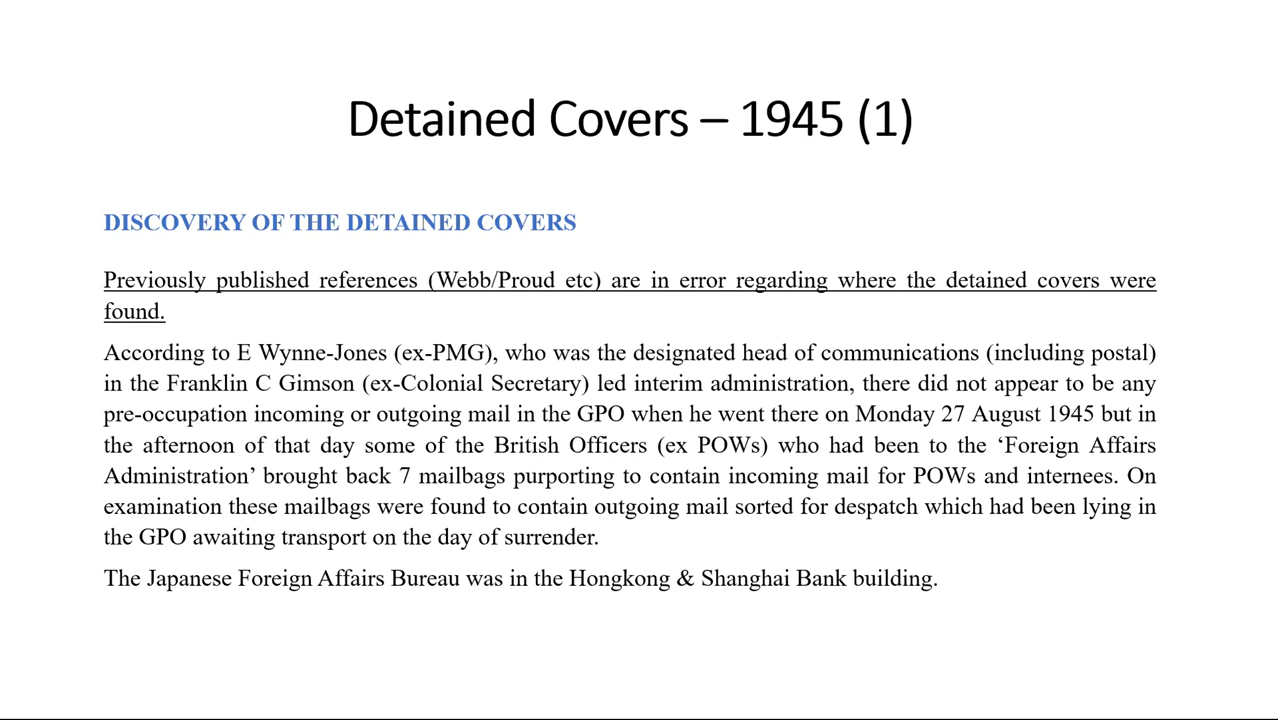 Detained Covers – 1945 (1)
DISCOVERY OF THE DETAINED COVERS
Previously published references (Webb/Proud etc) are in error regarding where the detained covers were
found.
According to E Wynne-Jones (ex-PMG), who was the designated head of communications (including postal)
in the Franklin C Gimson (ex-Colonial Secretary) led interim administration, there did not appear to be any
pre-occupation incoming or outgoing mail in the GPO when he went there on Monday 27 August 1945 but in
the afternoon of that day some of the British Officers (ex POWs) who had been to the ‘Foreign Affairs
Administration’ brought back 7 mailbags purporting to contain incoming mail for POWs and internees. On
examination these mailbags were found to contain outgoing mail sorted for despatch which had been lying in
the GPO awaiting transport on the day of surrender.
The Japanese Foreign Affairs Bureau was in the Hongkong & Shanghai Bank building.